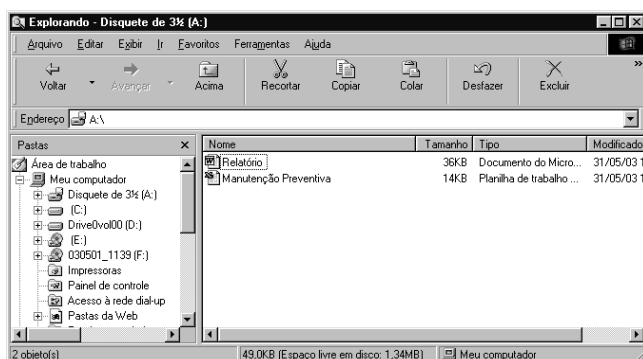 Explorando - Disquete de 3½ (A:)
Arquivo Editar Exibir Ir Favoritos Ferramentas Ajuda
Voltar Avançar Acima Recortar Copiar Colar Desfazer Excluir »
Endereço A:\
Pastas × Nome Tamanho Tipo Modificado
Área de trabalho Relatório 36KB Documento do Micro... 31/05/03 1
Meu computador Manutenção Preventiva 14KB Planilha de trabalho ... 31/05/03 1
Disquete de 3½ (A:)
(C:)
Drive0vol00 (D:)
(E:)
030501_1139 (F:)
Impressoras
Painel de controle
Acesso à rede dial-up
Pastas da Web
2 objeto(s) 49,0KB (Espaço livre em disco: 1,34MB) Meu computador